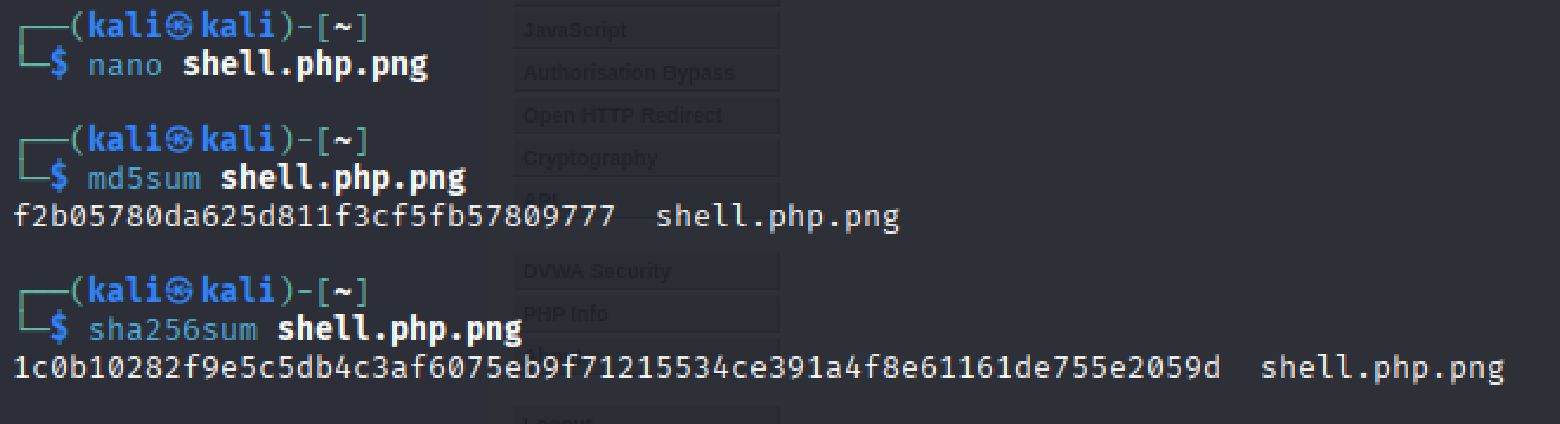 ┌──(kali㉿kali)-[~]
└─$ nano shell.php.png
┌──(kali㉿kali)-[~]
└─$ md5sum shell.php.png
f2b05780da625d811f3cf5fb57809777  shell.php.png
┌──(kali㉿kali)-[~]
└─$ sha256sum shell.php.png
1c0b10282f9e5c5db4c3af6075eb9f71215534ce391a4f8e61161de755e2059d  shell.php.png
JavaScript
Authorisation Bypass
Open HTTP Redirect
Cryptography
API
DVWA Security
PHP Info
Logout